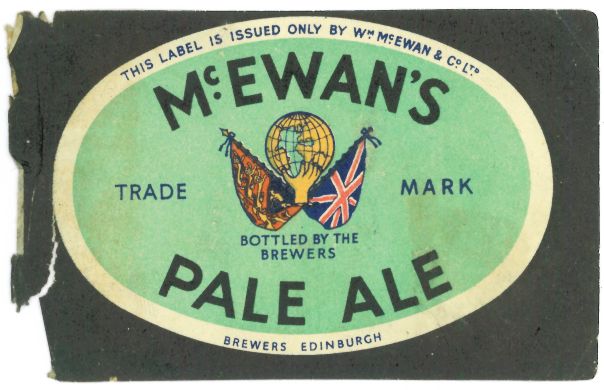 THIS LABEL IS ISSUED ONLY BY WM MCEWAN & CO LTD
MCEWAN'S
TRADE MARK
BOTTLED BY THE
BREWERS
PALE ALE
BREWERS EDINBURGH